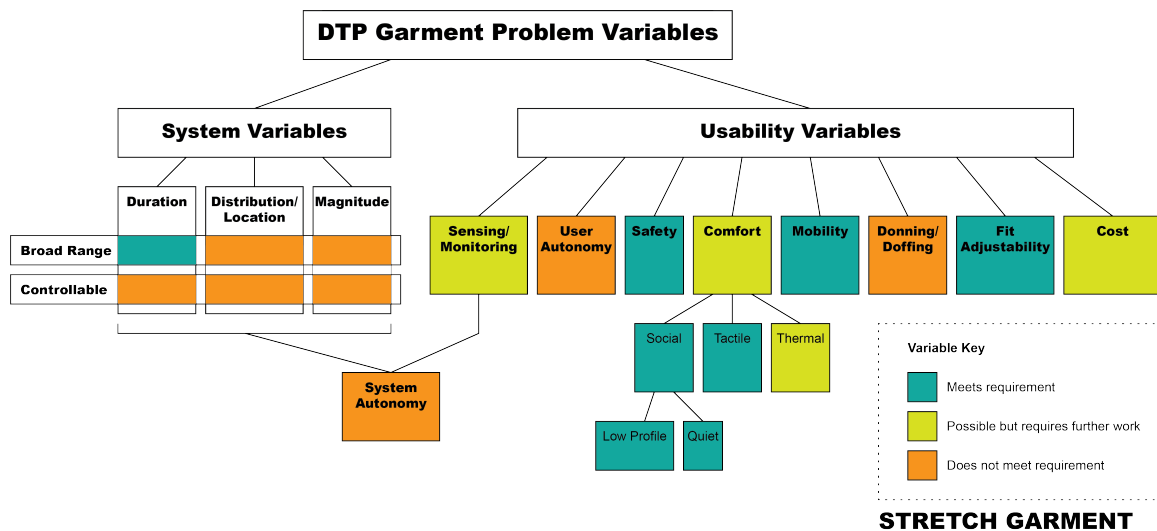 DTP Garment Problem Variables
System Variables
Usability Variables
Duration
Distribution/
Location
Magnitude
Broad Range
Controllable
Sensing/
Monitoring
User
Autonomy
Safety
Comfort
Mobility
Donning/
Doffing
Fit
Adjustability
Cost
Social
Tactile
Thermal
Low Profile
Quiet
System
Autonomy
Variable Key
Meets requirement
Possible but requires further work
Does not meet requirement
STRETCH GARMENT